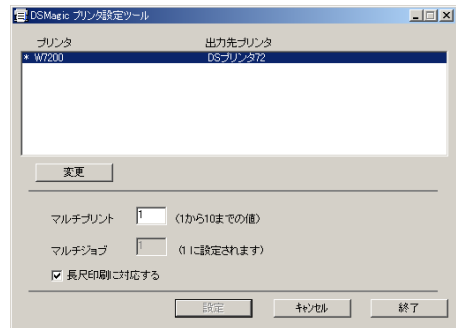 DSMagic プリンタ設定ツール
プリンタ 出力先プリンタ
* W7200 DSプリンタ72
変更
マルチプリント 1 (1から10までの値)
マルチジョブ 1 (1 に設定されます)
長尺印刷に対応する
設定 キャンセル 終了